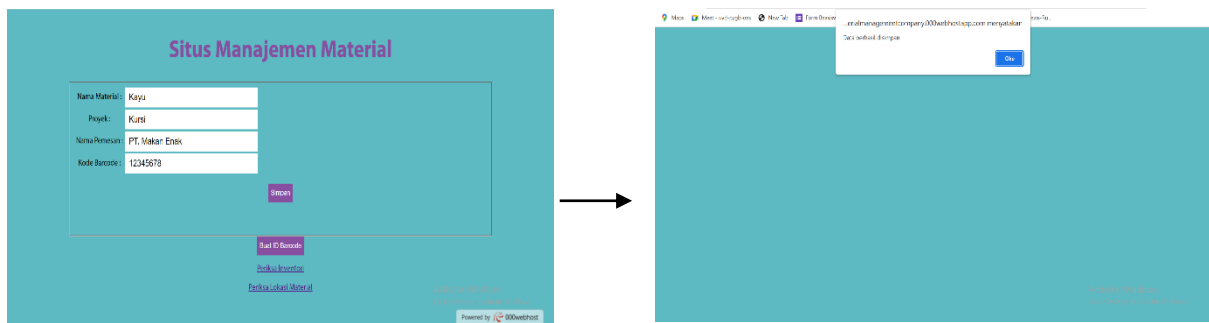 Situs Manajemen Material
Nama Material : Kayu
Proyek : Kursi
Nama Pemesan : PT. Makan Enak
Kode Barcode : 12345678
Simpan
Buat ID Barcode
Periksa Inventori
Periksa Lokasi Material
Powered by 000webhost
Maps Meet - New Tab Form
...erialmanagementcompany.000webhostapp.com menyatakan
Data berhasil disimpan
Oke